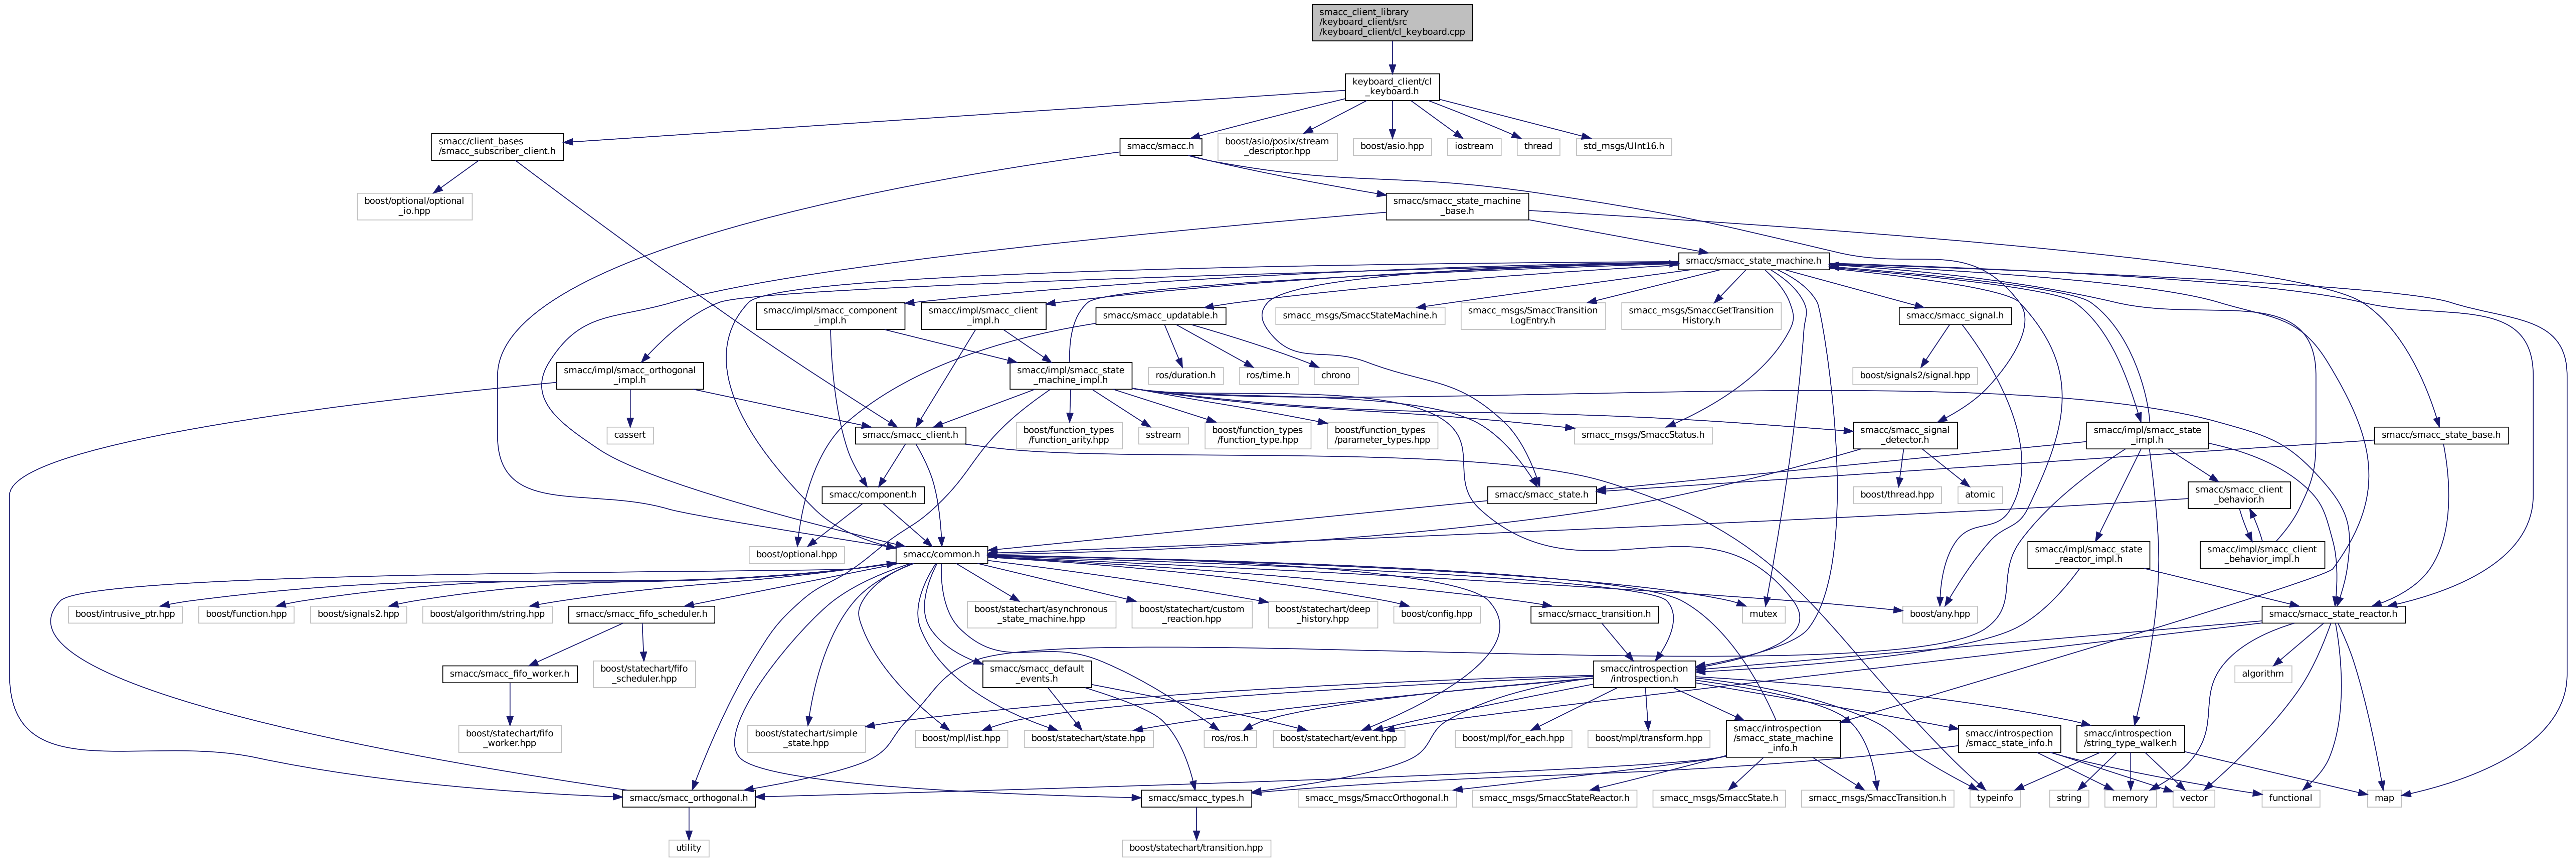 smacc_client_library
/keyboard_client/src
/keyboard_client/cl_keyboard.cpp
keyboard_client/cl
_keyboard.h
smacc/client_bases
/smacc_subscriber_client.h
smacc/smacc.h
boost/asio/posix/stream
_descriptor.hpp
boost/asio.hpp
iostream
thread
std_msgs/UInt16.h
boost/optional/optional
_io.hpp
smacc/smacc_state_machine
_base.h
smacc/smacc_state_machine.h
smacc/impl/smacc_component
_impl.h
smacc/impl/smacc_client
_impl.h
smacc/smacc_updatable.h
smacc_msgs/SmaccStateMachine.h
smacc_msgs/SmaccTransition
LogEntry.h
smacc_msgs/SmaccGetTransition
History.h
smacc/smacc_signal.h
smacc/impl/smacc_orthogonal
_impl.h
smacc/impl/smacc_state
_machine_impl.h
ros/duration.h
ros/time.h
chrono
boost/signals2/signal.hpp
cassert
smacc/smacc_client.h
boost/function_types
/function_arity.hpp
sstream
boost/function_types
/function_type.hpp
boost/function_types
/parameter_types.hpp
smacc_msgs/SmaccStatus.h
smacc/smacc_signal
_detector.h
smacc/impl/smacc_state
_impl.h
smacc/smacc_state_base.h
smacc/component.h
smacc/smacc_state.h
boost/thread.hpp
atomic
smacc/smacc_client
_behavior.h
boost/optional.hpp
smacc/common.h
smacc/impl/smacc_state
_reactor_impl.h
smacc/impl/smacc_client
_behavior_impl.h
boost/intrusive_ptr.hpp
boost/function.hpp
boost/signals2.hpp
boost/algorithm/string.hpp
smacc/smacc_fifo_scheduler.h
boost/statechart/asynchronous
_state_machine.hpp
boost/statechart/custom
_reaction.hpp
boost/statechart/deep
_history.hpp
boost/config.hpp
smacc/smacc_transition.h
mutex
boost/any.hpp
smacc/smacc_state_reactor.h
smacc/smacc_fifo_worker.h
boost/statechart/fifo
_scheduler.hpp
smacc/smacc_default
_events.h
smacc/introspection
/introspection.h
algorithm
boost/statechart/fifo
_worker.hpp
boost/statechart/simple
_state.hpp
boost/mpl/list.hpp
boost/statechart/state.hpp
ros/ros.h
boost/statechart/event.hpp
boost/mpl/for_each.hpp
boost/mpl/transform.hpp
smacc/introspection
/smacc_state_machine
_info.h
smacc/introspection
/smacc_state_info.h
smacc/introspection
/string_type_walker.h
smacc/smacc_orthogonal.h
smacc/smacc_types.h
smacc_msgs/SmaccOrthogonal.h
smacc_msgs/SmaccStateReactor.h
smacc_msgs/SmaccState.h
smacc_msgs/SmaccTransition.h
typeinfo
string
memory
vector
functional
map
utility
boost/statechart/transition.hpp